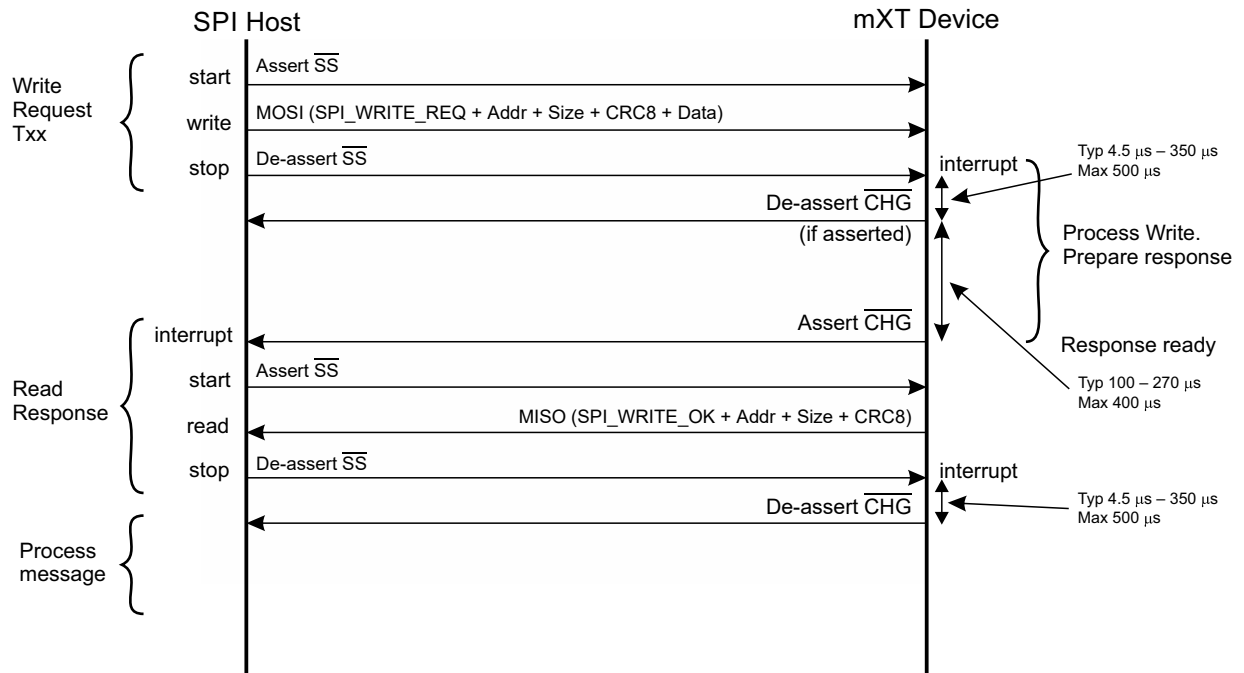 SPI Host
mXT Device
Write
Request
Txx
start
Assert SS
write
MOSI (SPI_WRITE_REQ + Addr + Size + CRC8 + Data)
stop
De-assert SS
interrupt
Typ 4.5 μs – 350 μs
Max 500 μs
De-assert CHG
(if asserted)
Process Write.
Prepare response
interrupt
Assert CHG
Response ready
Typ 100 – 270 μs
Max 400 μs
Read
Response
start
Assert SS
read
MISO (SPI_WRITE_OK + Addr + Size + CRC8)
stop
De-assert SS
interrupt
De-assert CHG
Typ 4.5 μs – 350 μs
Max 500 μs
Process
message